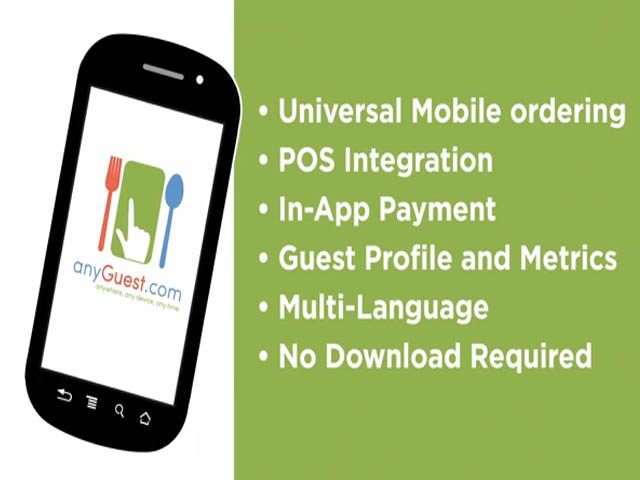 anyGuest.com
anywhere, any device, any time.
• Universal Mobile ordering
• POS Integration
• In-App Payment
• Guest Profile and Metrics
• Multi-Language
• No Download Required